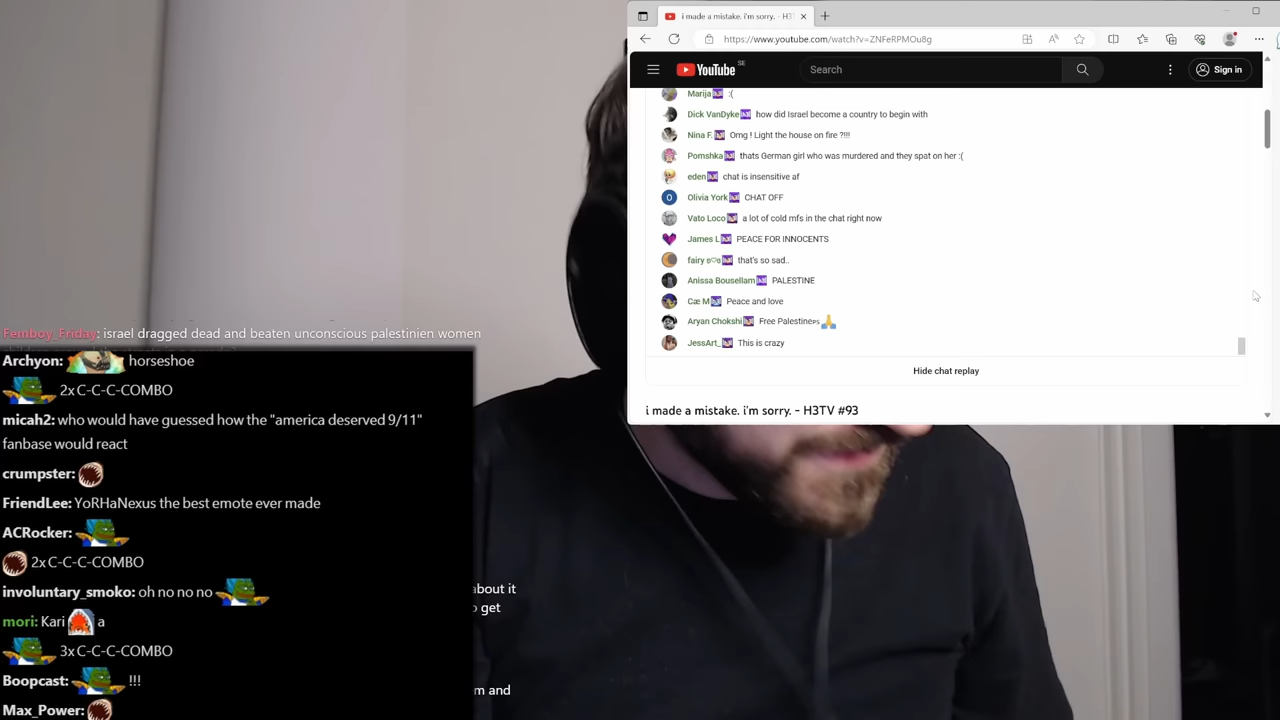 i made a mistake. i'm sorry. - H3T
https://www.youtube.com/watch?v=ZNFeRPMOu8g
YouTube SE
Search
Sign in
Marija :(
Dick VanDyke how did Israel become a country to begin with
Nina F. Omg ! Light the house on fire ?!!!
Pomshka thats German girl who was murdered and they spat on her :(
eden chat is insensitive af
O Olivia York CHAT OFF
Vato Loco a lot of cold mfs in the chat right now
James L PEACE FOR INNOCENTS
fairy ʚ♡ɞ that's so sad..
Anissa Bousellam PALESTINE
Cæ M Peace and love
Aryan Chokshi Free Palestine🇵🇸 🙏
JessArt_ This is crazy
Hide chat replay
i made a mistake. i'm sorry. - H3TV #93
Femboy_Friday: israel dragged dead and beaten unconscious palestinien women
Archyon: horseshoe
2x C-C-C-COMBO
micah2: who would have guessed how the "america deserved 9/11"
fanbase would react
crumpster:
FriendLee: YoRHaNexus the best emote ever made
ACRocker:
2x C-C-C-COMBO
involuntary_smoko: oh no no no
mori: Kari a
3x C-C-C-COMBO
Boopcast: !!!
Max_Power:
about it
get
m and